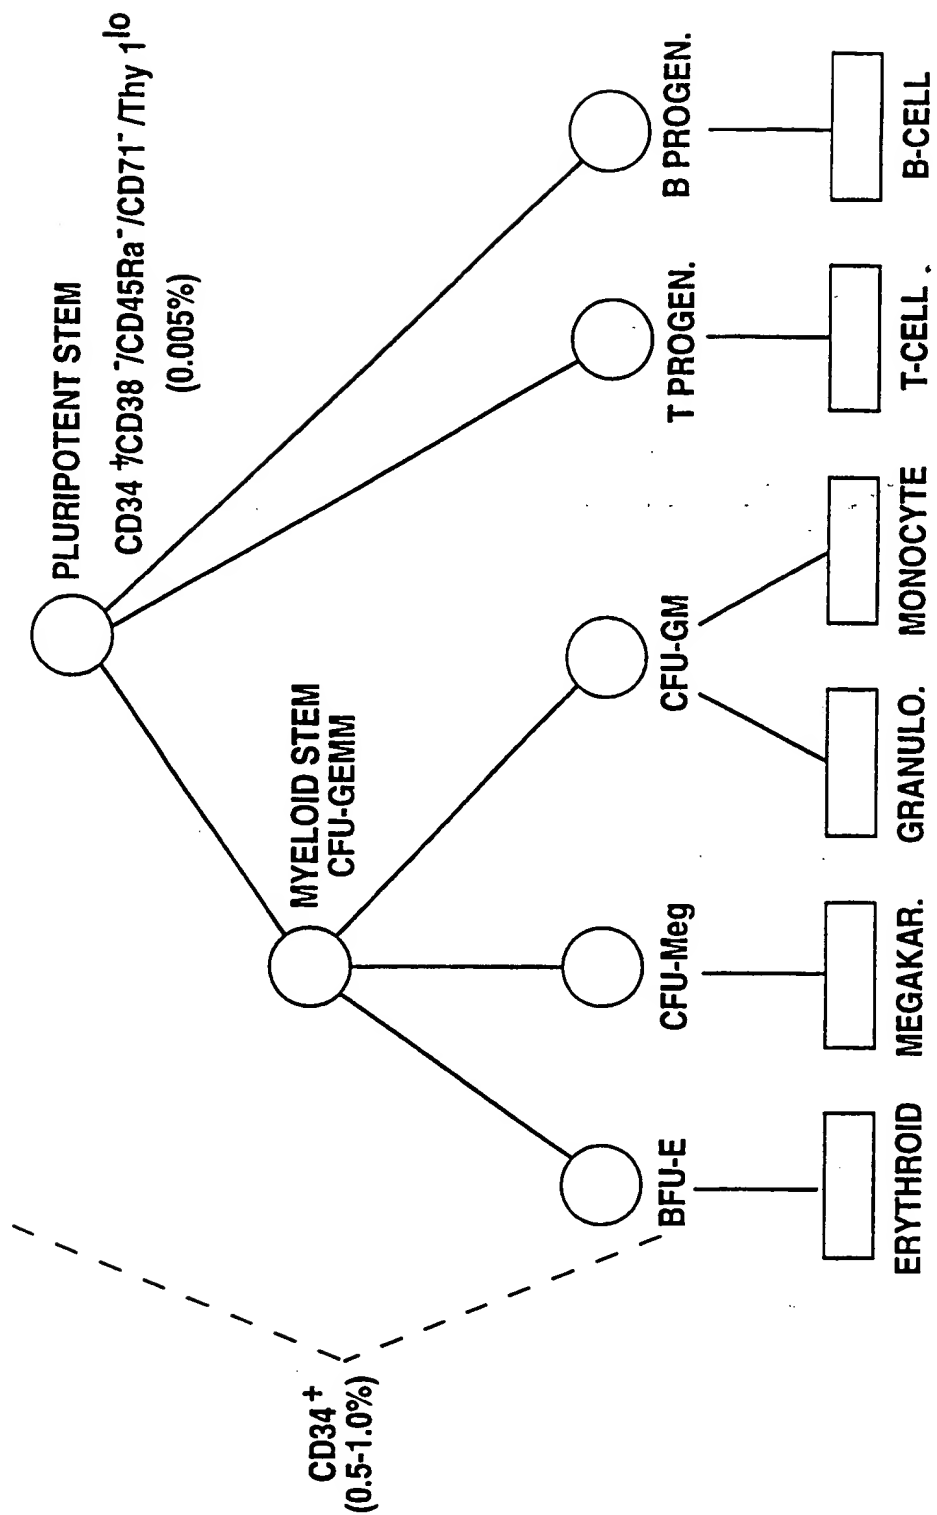 PLURIPOTENT STEM
CD34 +/CD38 -/CD45Ra -/CD71 -/Thy 1lo
(0.005%)
MYELOID STEM
CFU-GEMM
CD34 +
(0.5-1.0%)
BFU-E
CFU-Meg
CFU-GM
T PROGEN.
B PROGEN.
ERYTHROID
MEGAKAR.
GRANULO.
MONOCYTE
T-CELL
B-CELL